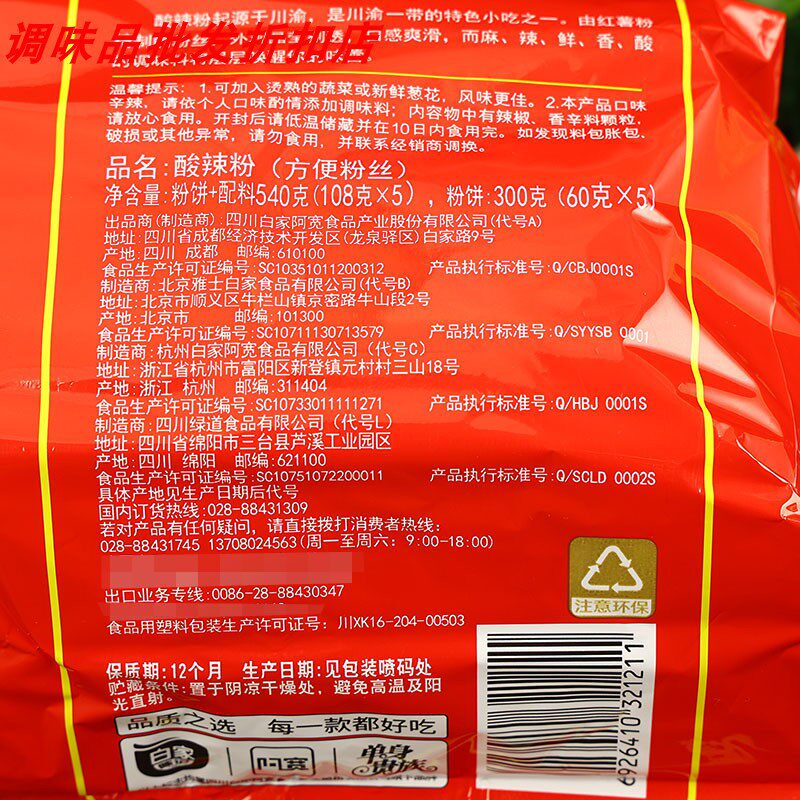 酸辣粉起源于川渝，是川渝一带的特色小吃之一。由红薯粉
调味品批发折扣店
口感爽滑，而麻、辣、鲜、香、酸
温馨提示：1.可加入烫熟的蔬菜或新鲜葱花，风味更佳。2.本产品口味
辛辣，请依个人口味酌情添加调味料；内容物中有辣椒、香辛料颗粒，
请放心食用。开封后请低温储藏并在10日内食用完。如发现料包胀包、
破损或其他异常，请勿食用，并联系经销商调换。
品名：酸辣粉（方便粉丝）
净含量：粉饼+配料540克(108克×5)，粉饼：300克（60克×5）
出品商(制造商)：四川白家阿宽食品产业股份有限公司(代号A)
地址：四川省成都经济技术开发区(龙泉驿区)白家路9号
产地：四川 成都 邮编：610100
食品生产许可证编号：SC10351011200312 产品执行标准号：Q/CBJ0001S
制造商：北京雅士白家食品有限公司(代号B)
地址：北京市顺义区牛栏山镇京密路牛山段2号
产地：北京市 邮编：101300
食品生产许可证编号：SC10711130713579 产品执行标准号：Q/SYYSB 0001
制造商：杭州白家阿宽食品有限公司（代号C）
地址：浙江省杭州市富阳区新登镇元村村三山18号
产地：浙江 杭州 邮编：311404
食品生产许可证编号：SC10733011111271 产品执行标准号：Q/HBJ 0001S
制造商：四川绿道食品有限公司（代号L）
地址：四川省绵阳市三台县芦溪工业园区
产地：四川 绵阳 邮编：621100
食品生产许可证编号：SC10751072200011 产品执行标准号：Q/SCLD 0002S
具体产地见生产日期后代号
国内订货热线：028-88431309
若对产品有任何疑问，请直接拨打消费者热线：
028-88431745 13708024563(周一至周六：9:00-18:00)
出口业务专线：0086-28-88430347
注意环保
食品用塑料包装生产许可证号：川XK16-204-00503
保质期：12个月 生产日期：见包装喷码处
贮藏条件：置于阴凉干燥处，避免高温及阳
光直射。
品质之选 每一款都好吃
白家 阿宽 单身贵族
6926410321211